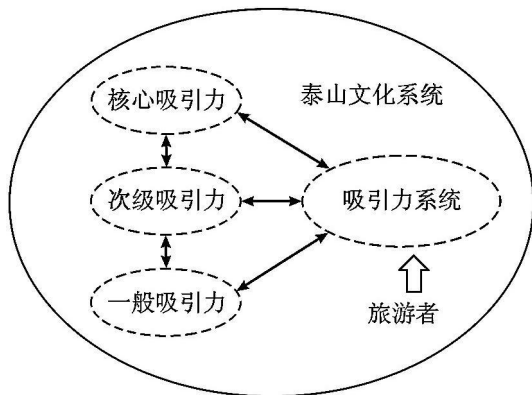 核心吸引力
泰山文化系统
次级吸引力
吸引力系统
一般吸引力
旅游者